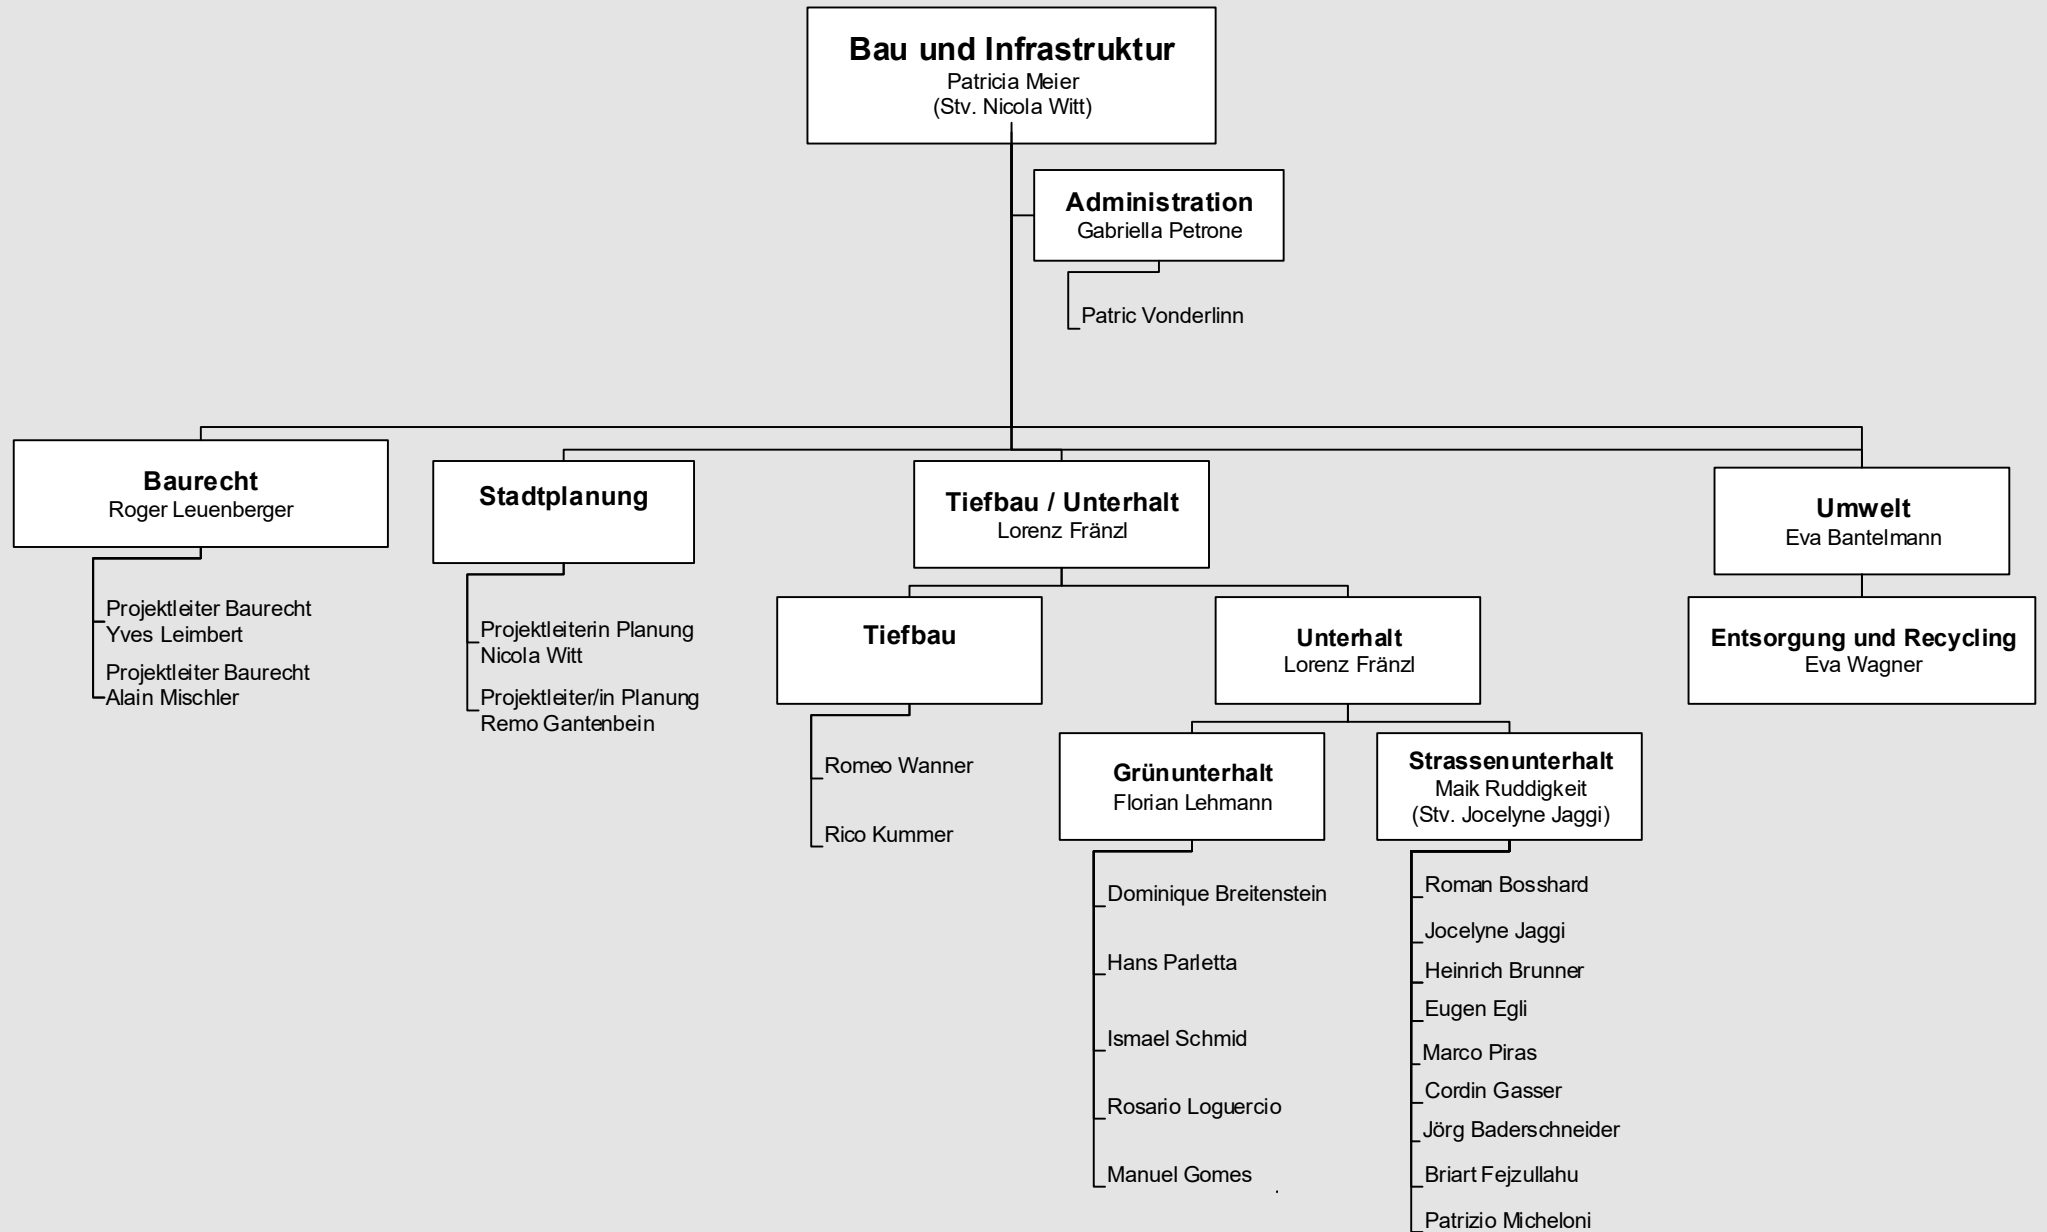 Bau und Infrastruktur
Patricia Meier
(Stv. Nicola Witt)
Administration
Gabriella Petrone
Patric Vonderlinn
Baurecht
Roger Leuenberger
Projektleiter Baurecht
Yves Leimbert
Projektleiter Baurecht
Alain Mischler
Stadtplanung
Projektleiterin Planung
Nicola Witt
Projektleiter/in Planung
Remo Gantenbein
Tiefbau / Unterhalt
Lorenz Fränzl
Tiefbau
Romeo Wanner
Rico Kummer
Unterhalt
Lorenz Fränzl
Grünunterhalt
Florian Lehmann
Dominique Breitenstein
Hans Parletta
Ismael Schmid
Rosario Loguercio
Manuel Gomes
Strassenunterhalt
Maik Ruddigkeit
(Stv. Jocelyne Jaggi)
Roman Bosshard
Jocelyne Jaggi
Heinrich Brunner
Eugen Egli
Marco Piras
Cordin Gasser
Jörg Baderschneider
Briart Fejzullahu
Patrizio Micheloni
Umwelt
Eva Bantelmann
Entsorgung und Recycling
Eva Wagner